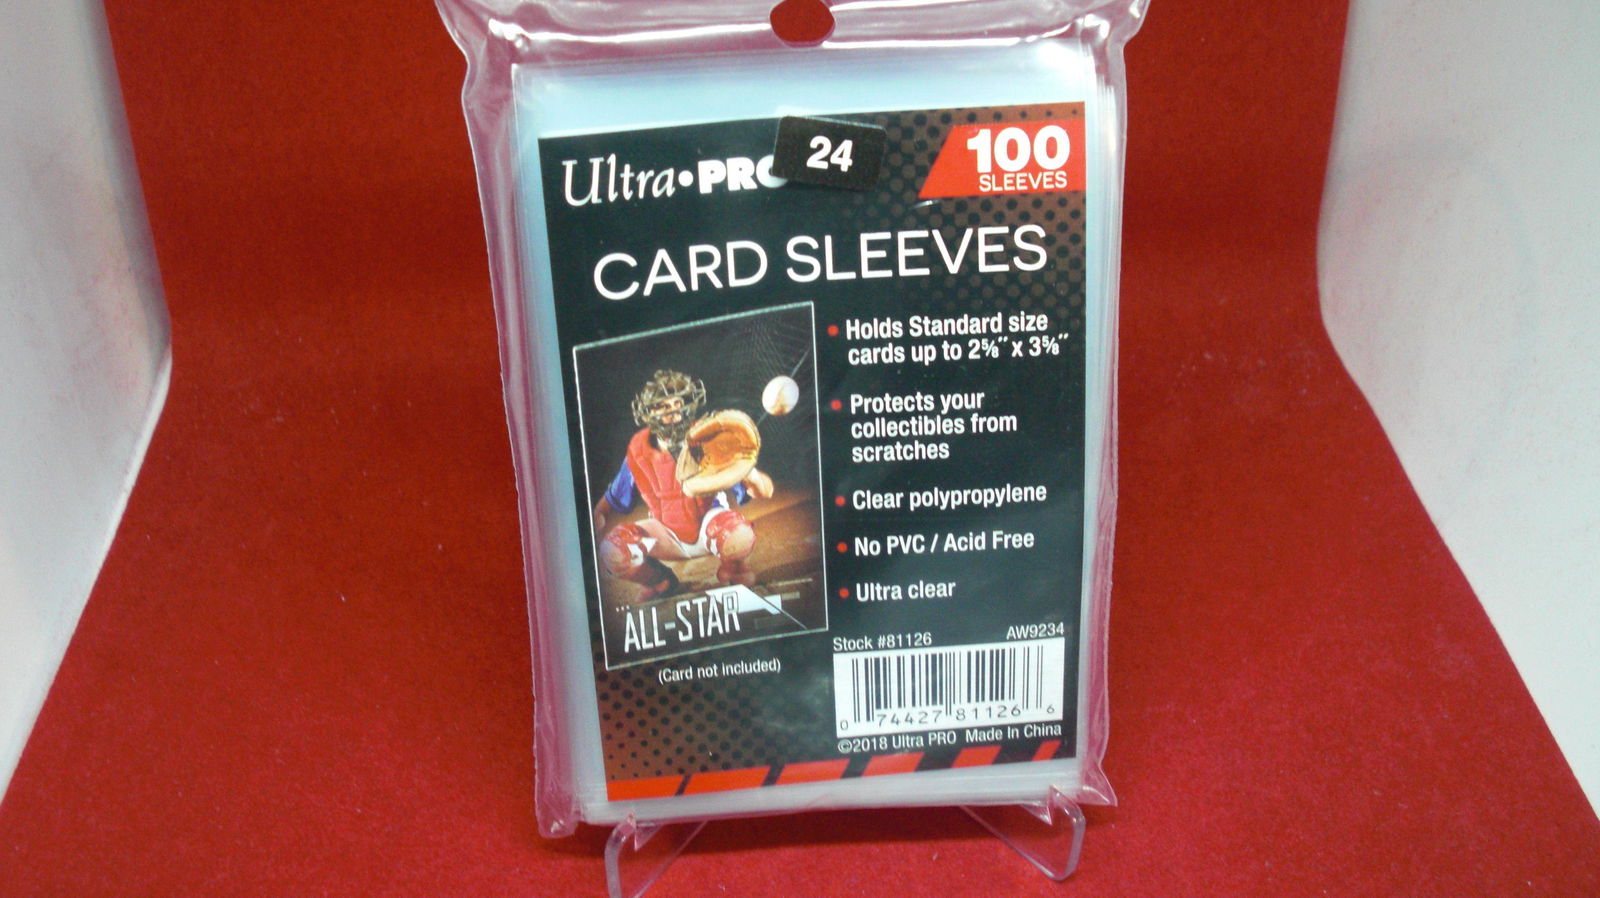 Ultra•PRO
24
100
SLEEVES
CARD SLEEVES
• Holds Standard size
cards up to 2⅝" x 3⅝"
• Protects your
collectibles from
scratches
• Clear polypropylene
• No PVC / Acid Free
• Ultra clear
ALL-STAR
(Card not included)
Stock #81126 AW9234
0 74427 81126 6
©2018 Ultra PRO Made In China